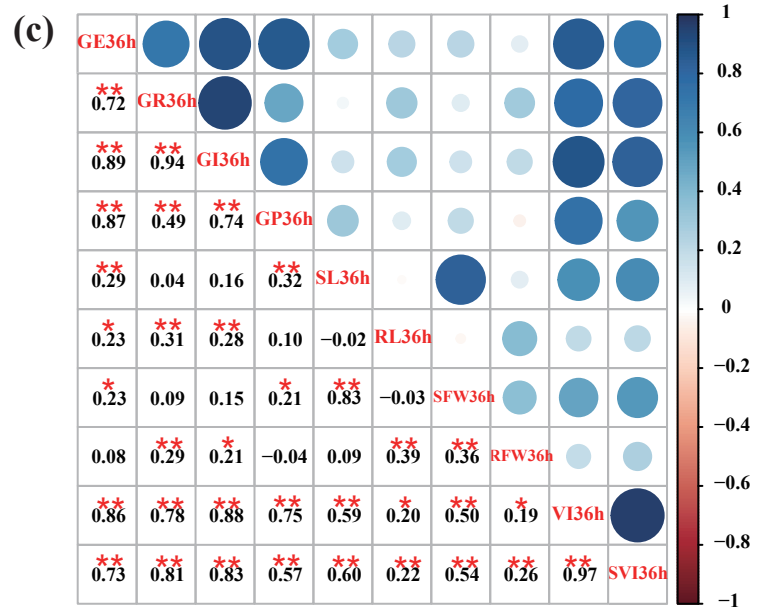 (c)
GE36h
** 0.72 GR36h
** 0.89 ** 0.94 GI36h
** 0.87 ** 0.49 ** 0.74 GP36h
** 0.29 0.04 0.16 ** 0.32 SL36h
* 0.23 ** 0.31 ** 0.28 0.10 −0.02 RL36h
* 0.23 0.09 0.15 * 0.21 ** 0.83 −0.03 SFW36h
0.08 ** 0.29 * 0.21 −0.04 0.09 ** 0.39 ** 0.36 RFW36h
** 0.86 ** 0.78 ** 0.88 ** 0.75 ** 0.59 * 0.20 ** 0.50 * 0.19 VI36h
** 0.73 ** 0.81 ** 0.83 ** 0.57 ** 0.60 ** 0.22 ** 0.54 ** 0.26 ** 0.97 SVI36h
1
0.8
0.6
0.4
0.2
0
−0.2
−0.4
−0.6
−0.8
−1